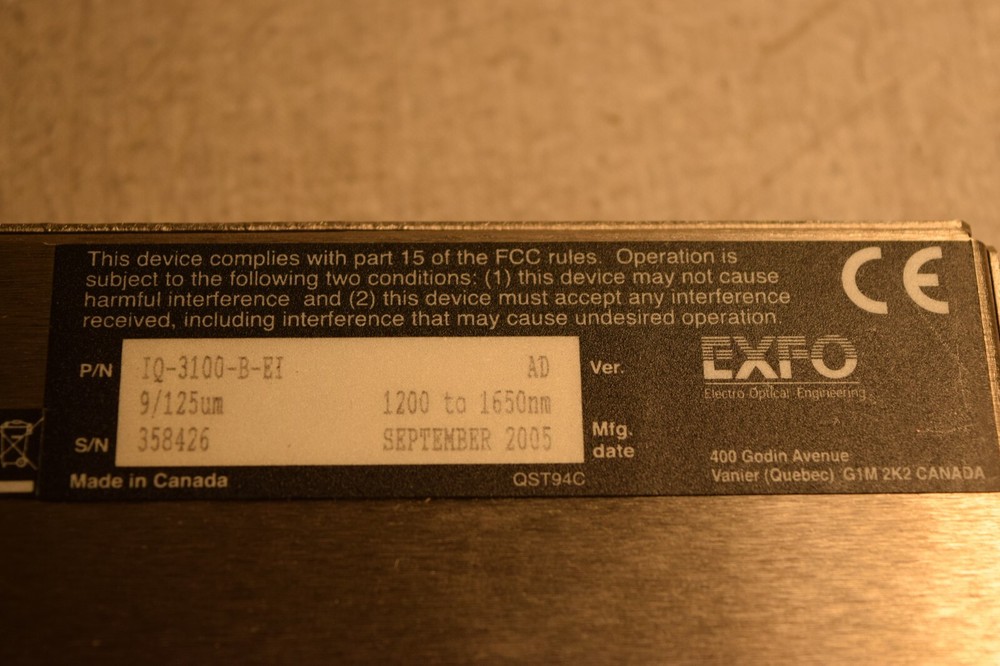 This device complies with part 15 of the FCC rules. Operation is
subject to the following two conditions: (1) this device may not cause
harmful interference and (2) this device must accept any interference
received, including interference that may cause undesired operation.
CE
P/N IQ-3100-B-EI AD Ver.
9/125um 1200 to 1650nm
S/N 358426 SEPTEMBER 2005 Mfg. date
Made in Canada QST94C
EXFO
Electro-Optical Engineering
400 Godin Avenue
Vanier (Quebec) G1M 2K2 CANADA